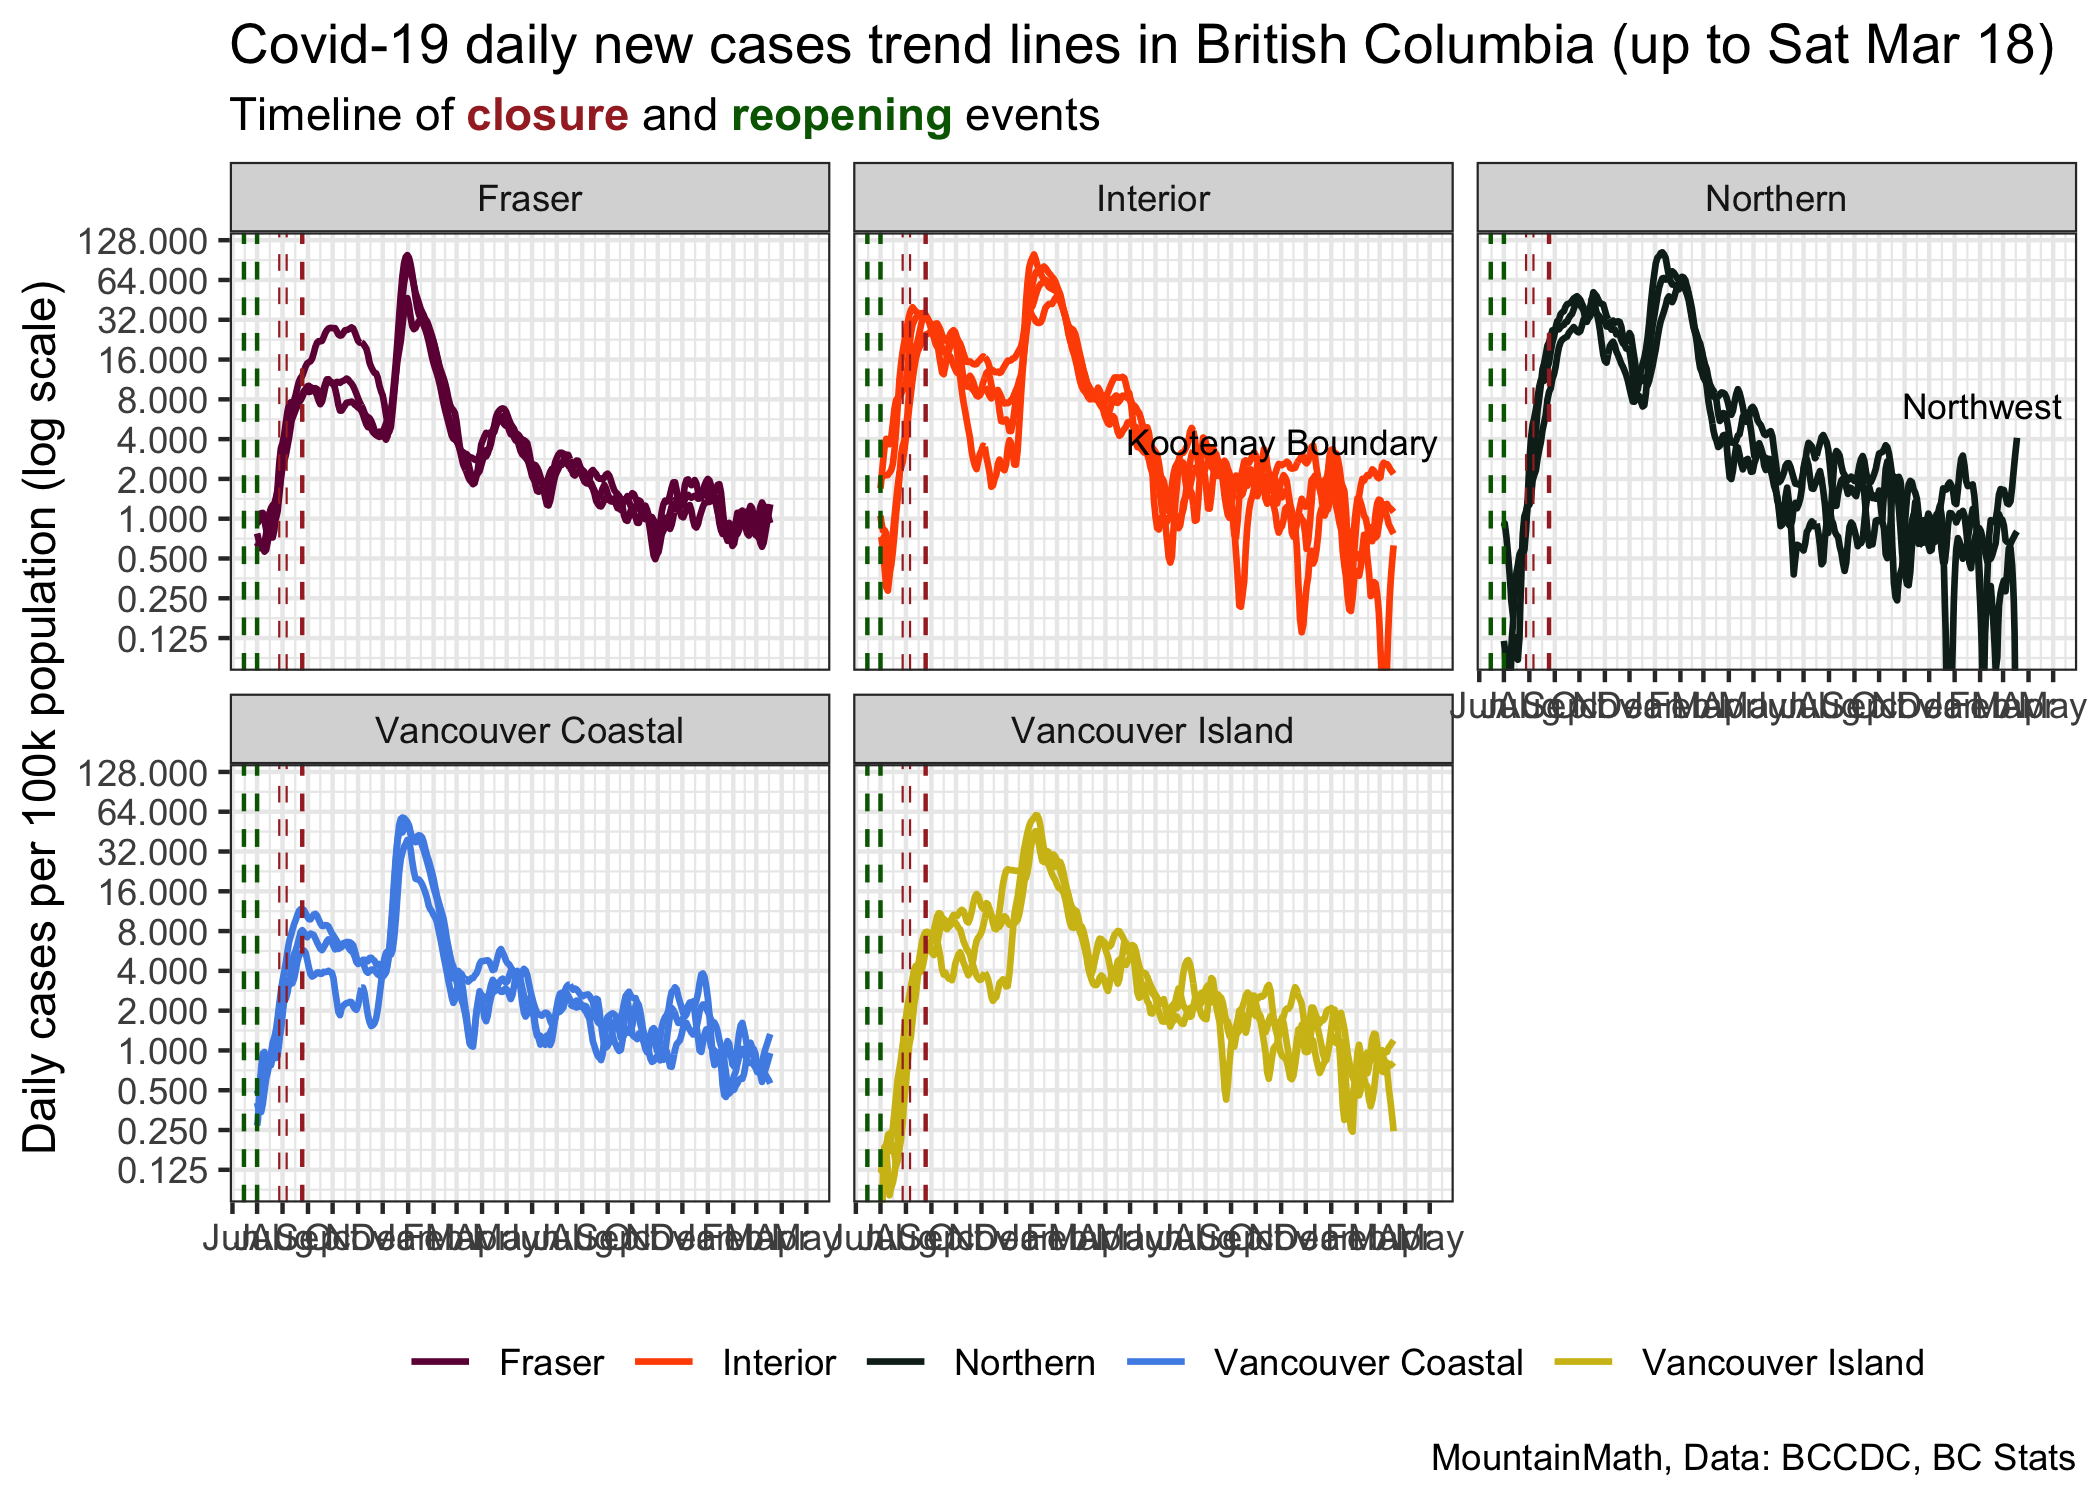 Covid-19 daily new cases trend lines in British Columbia (up to Sat Mar 18)
Timeline of closure and reopening events
Daily cases per 100k population (log scale)
Fraser
Interior
Northern
128.000
64.000
32.000
16.000
8.000
4.000
2.000
1.000
0.500
0.250
0.125
Kootenay Boundary
Northwest
Vancouver Coastal
Vancouver Island
128.000
64.000
32.000
16.000
8.000
4.000
2.000
1.000
0.500
0.250
0.125
Fraser Interior Northern Vancouver Coastal Vancouver Island
MountainMath, Data: BCCDC, BC Stats